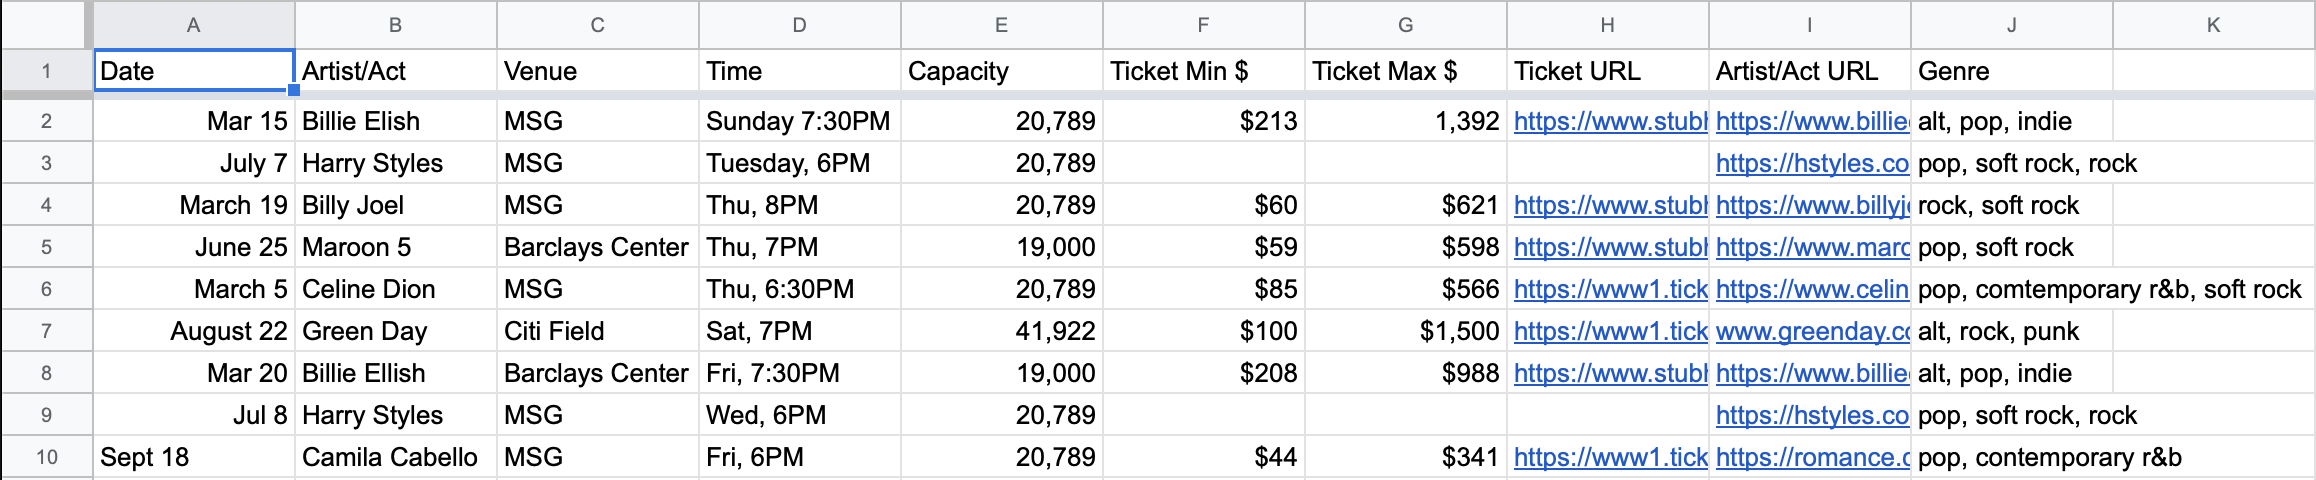 A B C D E F G H I J K
1 Date Artist/Act Venue Time Capacity Ticket Min $ Ticket Max $ Ticket URL Artist/Act URL Genre
2 Mar 15 Billie Elish MSG Sunday 7:30PM 20,789 $213 1,392 https://www.stubh https://www.billie alt, pop, indie
3 July 7 Harry Styles MSG Tuesday, 6PM 20,789 https://hstyles.co pop, soft rock, rock
4 March 19 Billy Joel MSG Thu, 8PM 20,789 $60 $621 https://www.stubh https://www.billyj rock, soft rock
5 June 25 Maroon 5 Barclays Center Thu, 7PM 19,000 $59 $598 https://www.stubh https://www.maro pop, soft rock
6 March 5 Celine Dion MSG Thu, 6:30PM 20,789 $85 $566 https://www1.tick https://www.celin pop, comtemporary r&b, soft rock
7 August 22 Green Day Citi Field Sat, 7PM 41,922 $100 $1,500 https://www1.tick www.greenday.co alt, rock, punk
8 Mar 20 Billie Ellish Barclays Center Fri, 7:30PM 19,000 $208 $988 https://www.stubh https://www.billie alt, pop, indie
9 Jul 8 Harry Styles MSG Wed, 6PM 20,789 https://hstyles.co pop, soft rock, rock
10 Sept 18 Camila Cabello MSG Fri, 6PM 20,789 $44 $341 https://www1.tick https://romance.c pop, contemporary r&b